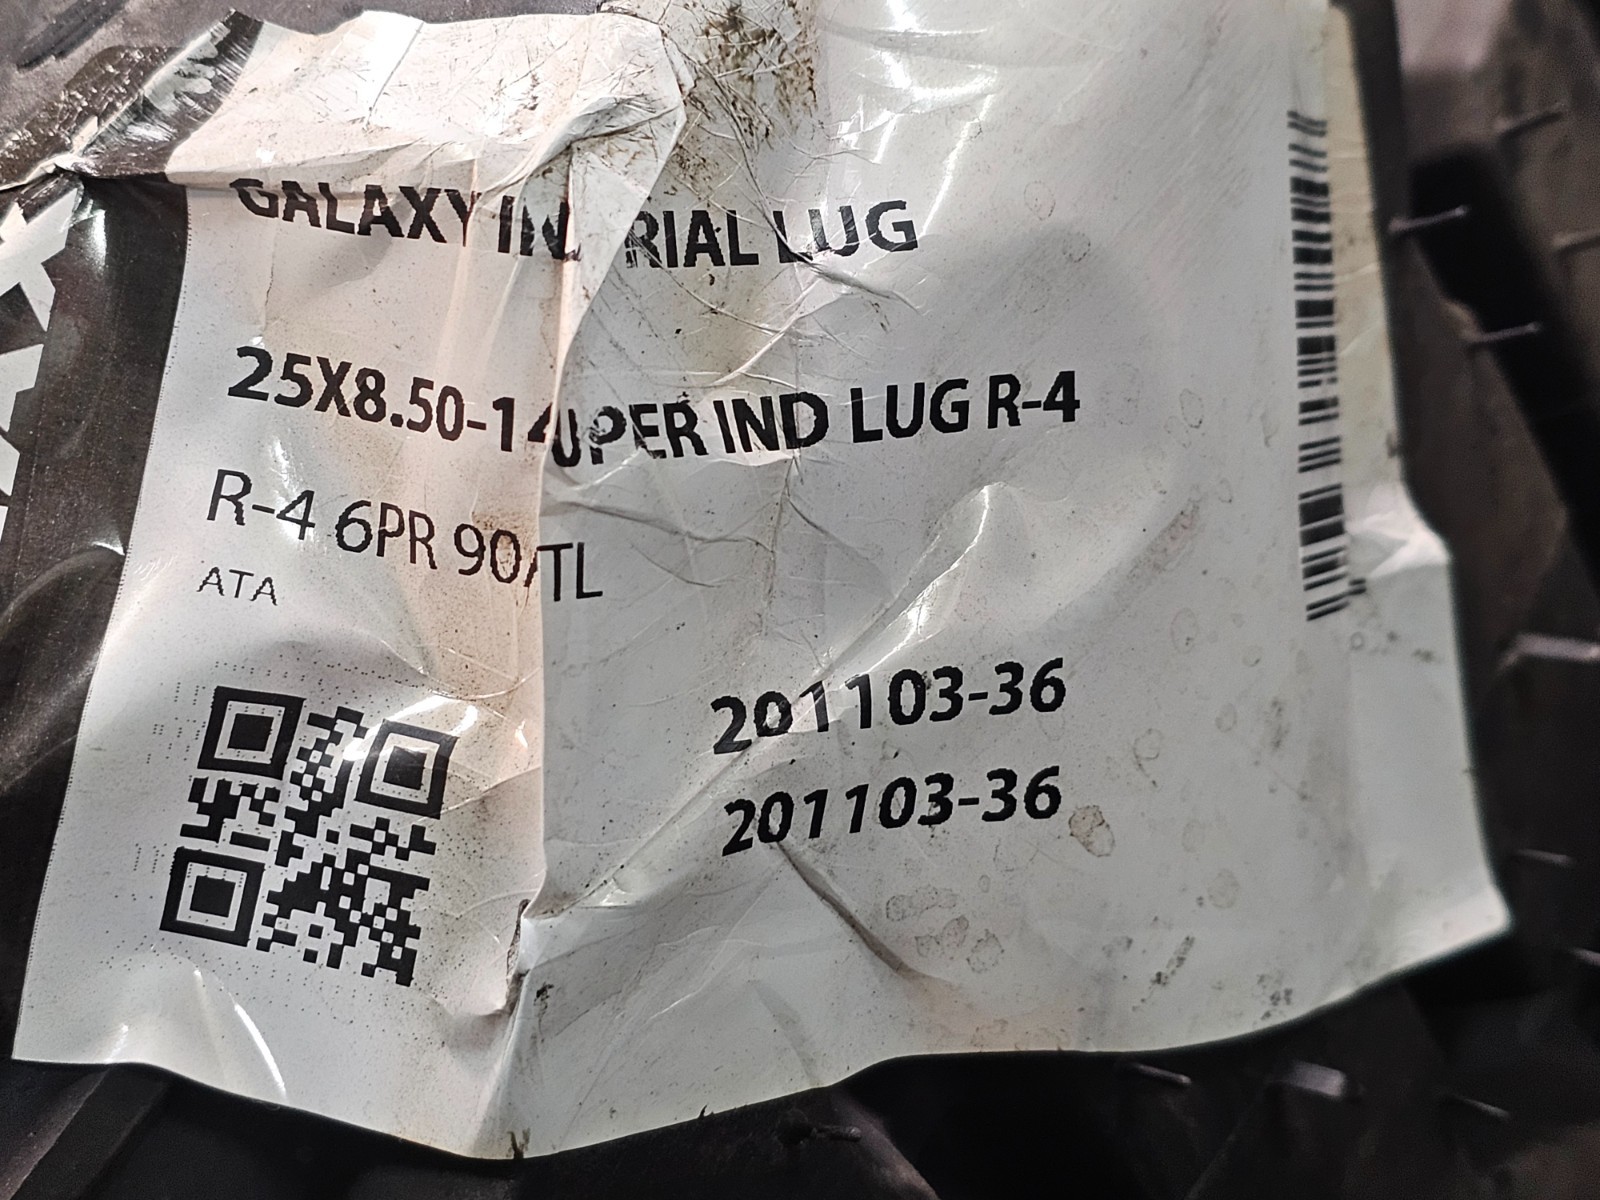 GALAXY IN RIAL LUG
25X8.50-14 UPER IND LUG R-4
R-4 6PR 90 TL
ATA
201103-36
201103-36